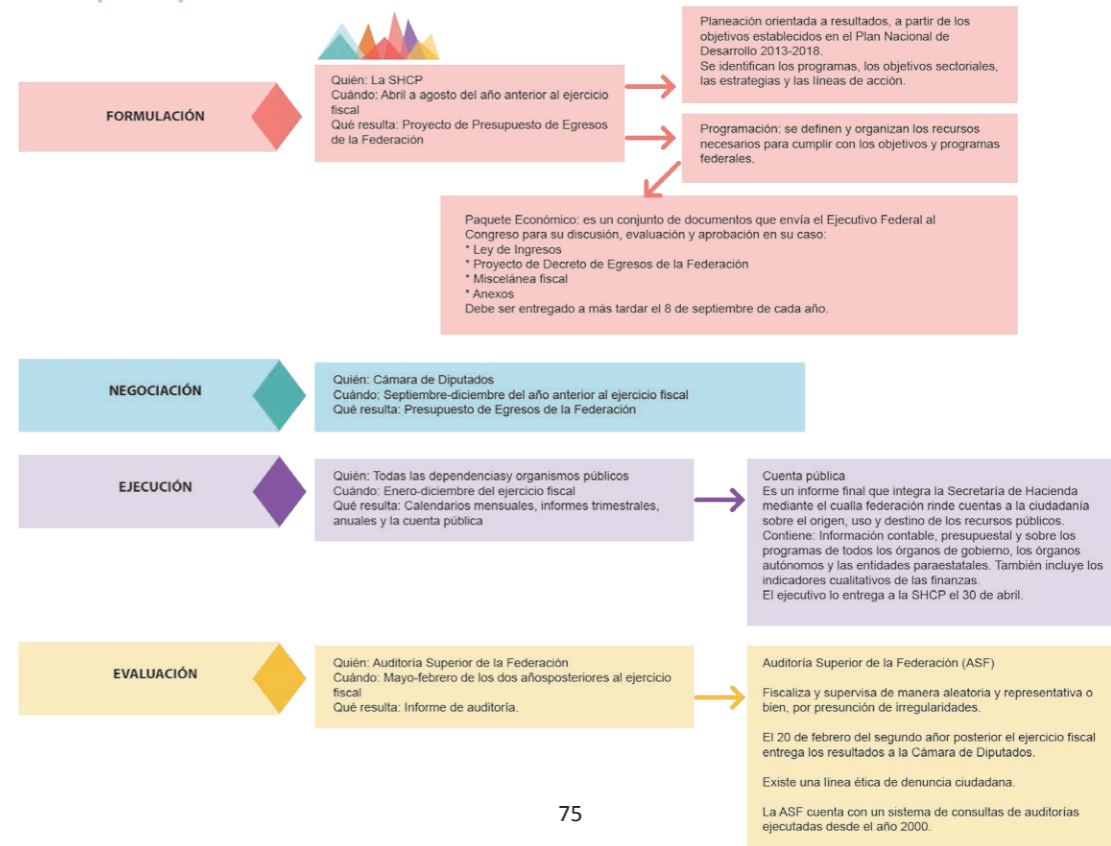 FORMULACIÓN
Quién: La SHCP
Cuándo: Abril a agosto del año anterior al ejercicio
fiscal
Qué resulta: Proyecto de Presupuesto de Egresos
de la Federación
Planeación orientada a resultados, a partir de los
objetivos establecidos en el Plan Nacional de
Desarrollo 2013-2018.
Se identifican los programas, los objetivos sectoriales,
las estrategias y las líneas de acción.
Programación: se definen y organizan los recursos
necesarios para cumplir con los objetivos y programas
federales.
Paquete Económico: es un conjunto de documentos que envía el Ejecutivo Federal al
Congreso para su discusión, evaluación y aprobación en su caso:
* Ley de Ingresos
* Proyecto de Decreto de Egresos de la Federación
* Miscelánea fiscal
* Anexos
Debe ser entregado a más tardar el 8 de septiembre de cada año.
NEGOCIACIÓN
Quién: Cámara de Diputados
Cuándo: Septiembre-diciembre del año anterior al ejercicio fiscal
Qué resulta: Presupuesto de Egresos de la Federación
EJECUCIÓN
Quién: Todas las dependenciasy organismos públicos
Cuándo: Enero-diciembre del ejercicio fiscal
Qué resulta: Calendarios mensuales, informes trimestrales,
anuales y la cuenta pública
Cuenta pública
Es un informe final que integra la Secretaría de Hacienda
mediante el cualla federación rinde cuentas a la ciudadanía
sobre el origen, uso y destino de los recursos públicos.
Contiene: Información contable, presupuestal y sobre los
programas de todos los órganos de gobierno, los órganos
autónomos y las entidades paraestatales. También incluye los
indicadores cualitativos de las finanzas.
El ejecutivo lo entrega a la SHCP el 30 de abril.
EVALUACIÓN
Quién: Auditoría Superior de la Federación
Cuándo: Mayo-febrero de los dos añosposteriores al ejercicio
fiscal
Qué resulta: Informe de auditoría.
Auditoría Superior de la Federación (ASF)
Fiscaliza y supervisa de manera aleatoria y representativa o
bien, por presunción de irregularidades.
El 20 de febrero del segundo añor posterior el ejercicio fiscal
entrega los resultados a la Cámara de Diputados.
Existe una línea ética de denuncia ciudadana.
La ASF cuenta con un sistema de consultas de auditorías
ejecutadas desde el año 2000.
75